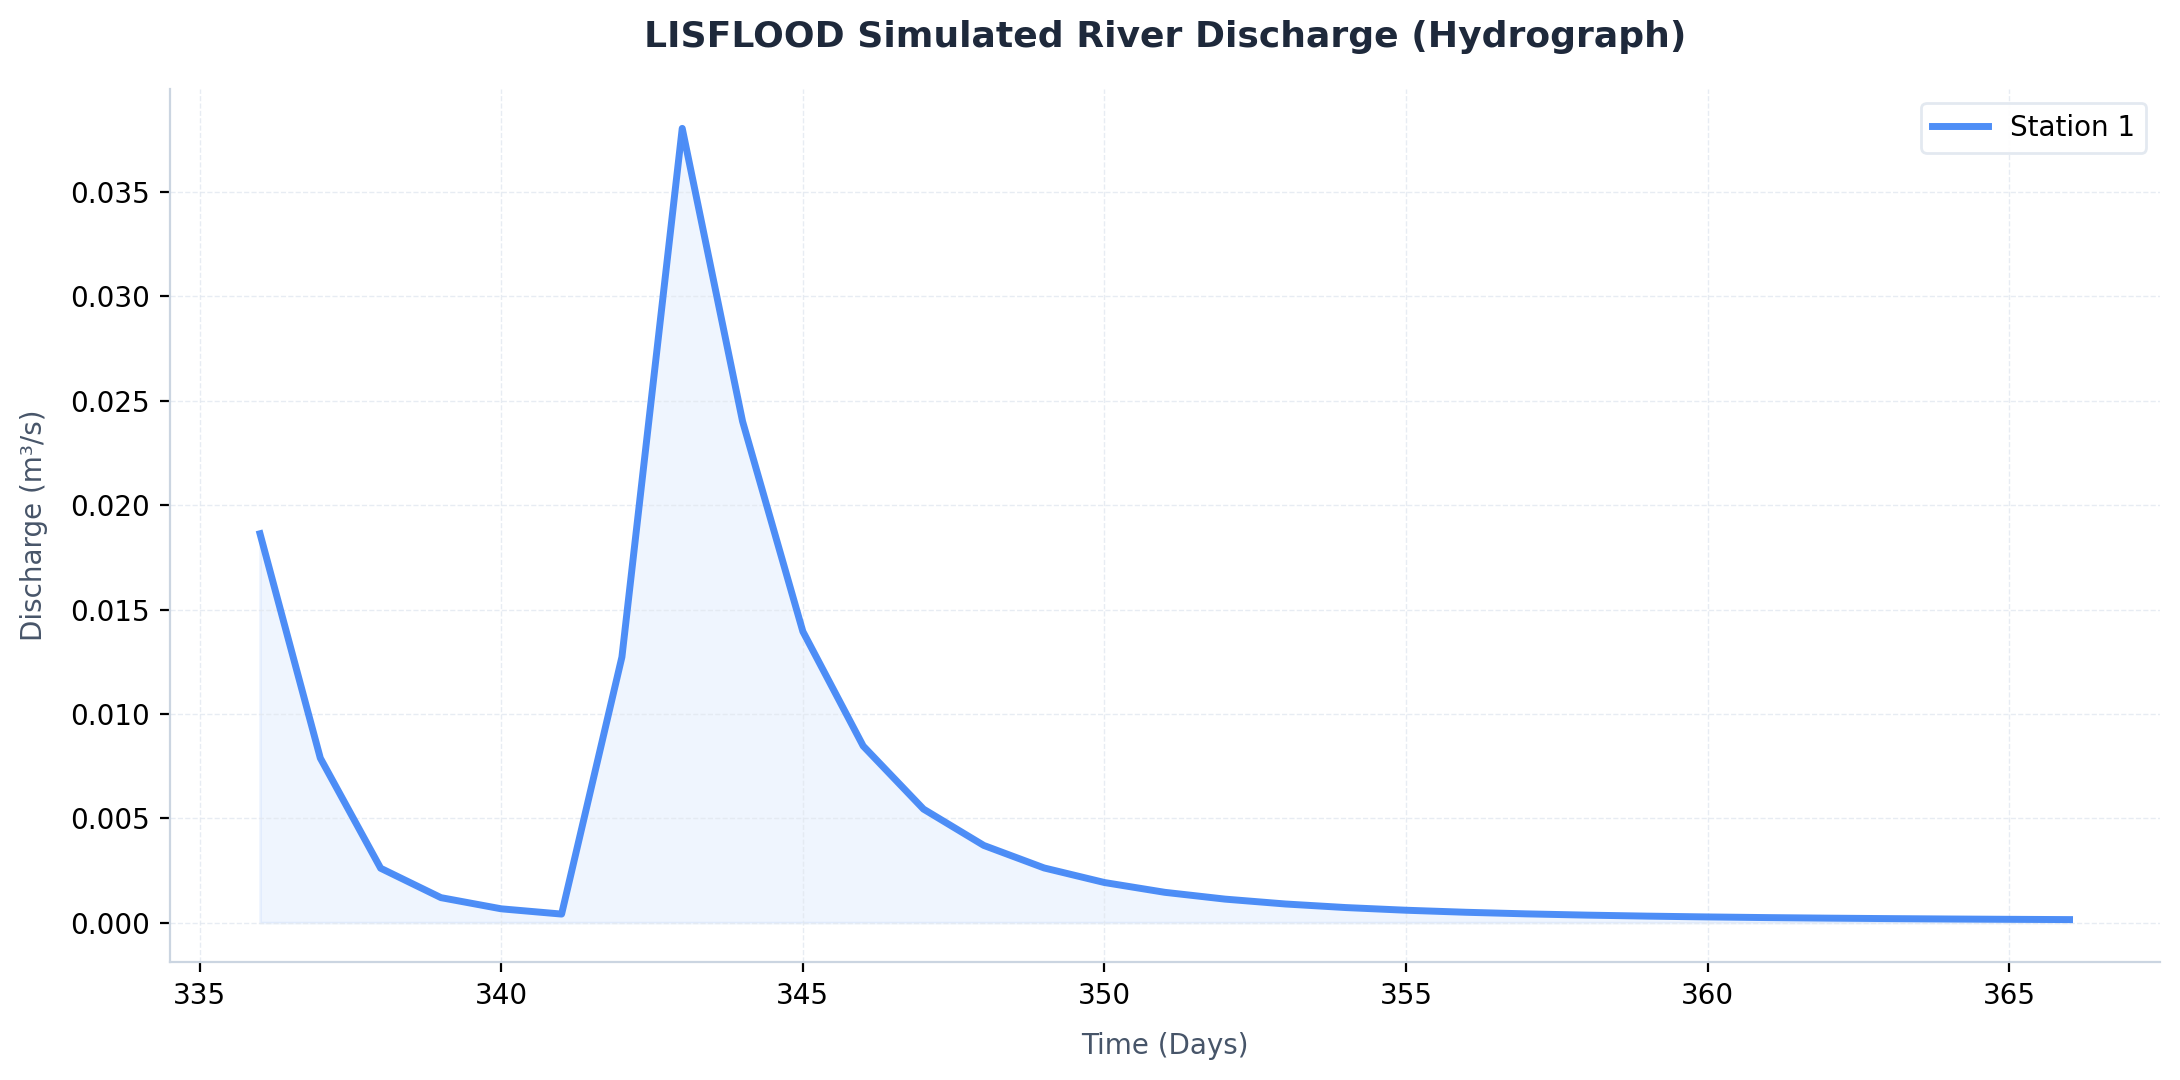 LISFLOOD Simulated River Discharge (Hydrograph)
Station 1
Discharge (m³/s)
0.035
0.030
0.025
0.020
0.015
0.010
0.005
0.000
335 340 345 350 355 360 365
Time (Days)